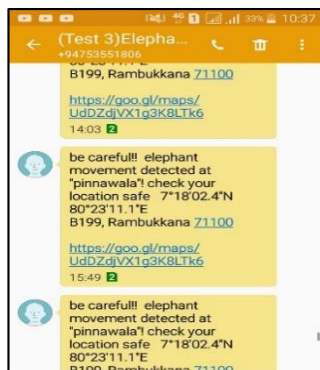 33% 10:37
(Test 3)Elepha...
+94753551806
B199, Rambukkana 71100
https://goo.gl/maps/
UdDZdjVX1g3K8LTk6
14:03 2
be careful!! elephant
movement detected at
"pinnawala"! check your
location safe 7°18'02.4"N
80°23'11.1"E
B199, Rambukkana 71100
https://goo.gl/maps/
UdDZdjVX1g3K8LTk6
15:49 2
be careful!! elephant
movement detected at
"pinnawala"! check your
location safe 7°18'02.4"N
80°23'11.1"E
B199, Rambukkana 71100